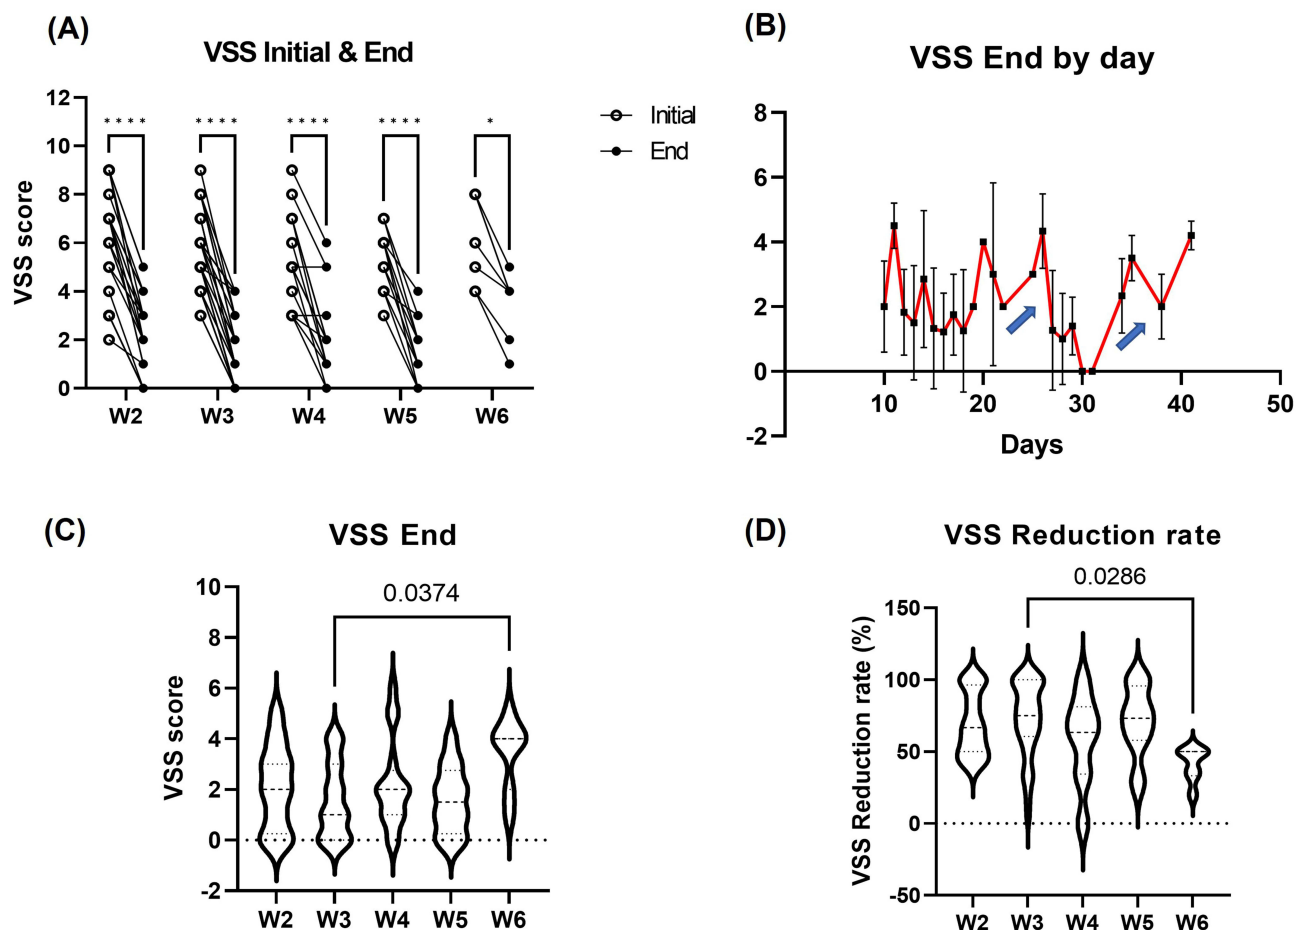 (A)
VSS Initial & End
12
10
8
6
4
2
0
VSS score
**** **** **** **** *
W2 W3 W4 W5 W6
Initial
End
(B)
VSS End by day
8
6
4
2
0
-2
10 20 30 40 50
Days
(C)
VSS End
0.0374
10
8
6
4
2
0
-2
VSS score
W2 W3 W4 W5 W6
(D)
VSS Reduction rate
0.0286
150
100
50
0
-50
VSS Reduction rate (%)
W2 W3 W4 W5 W6